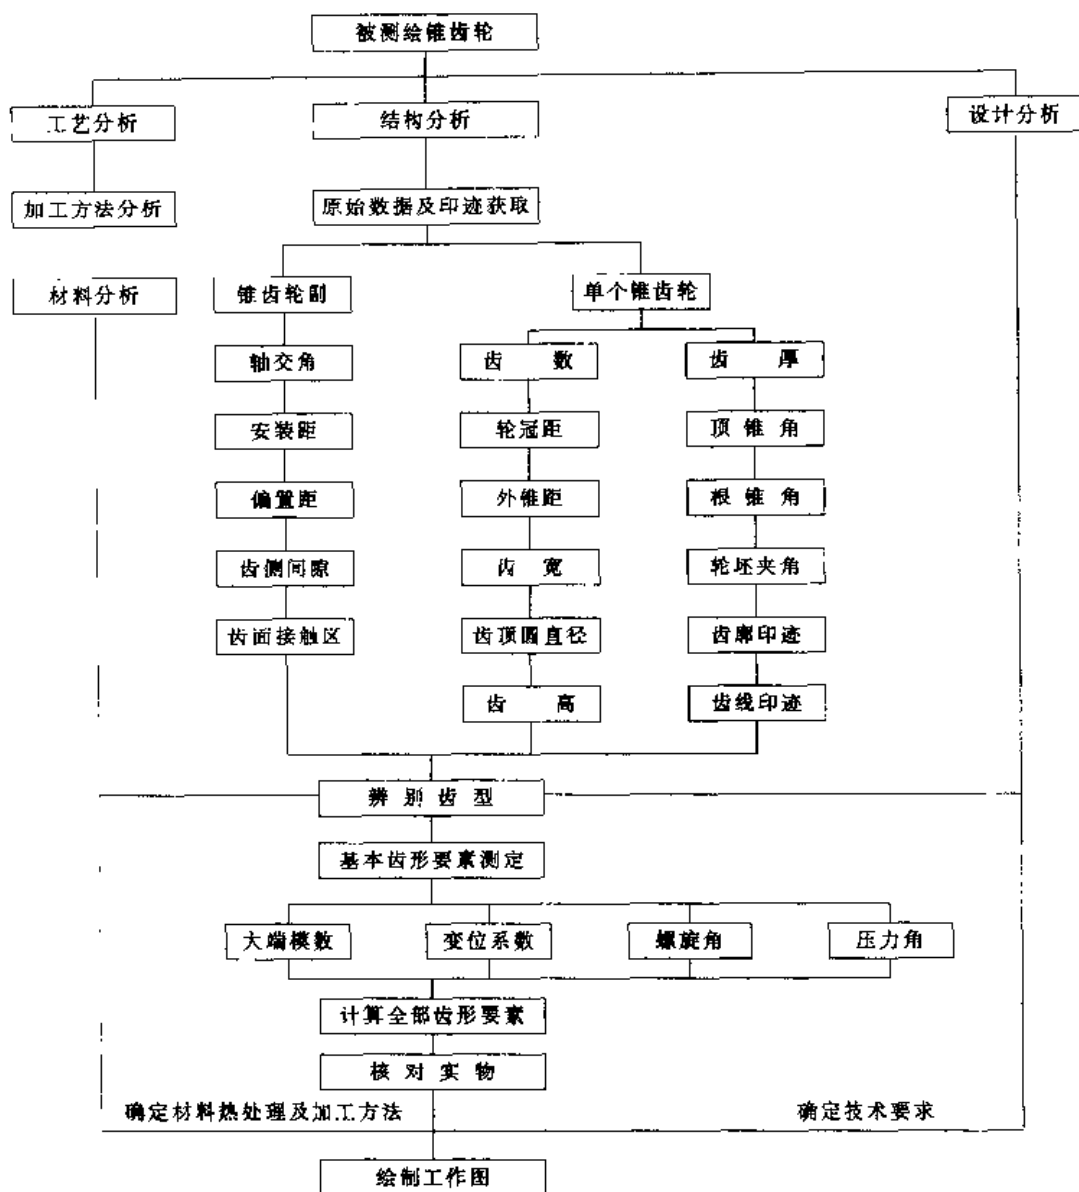 被测绘锥齿轮
工艺分析
结构分析
设计分析
加工方法分析
原始数据及印迹获取
材料分析
锥齿轮副
单个锥齿轮
轴交角
齿 数
齿 厚
安装距
轮冠距
顶锥角
偏置距
外锥距
根锥角
齿侧间隙
齿宽
轮坯夹角
齿面接触区
齿顶圆直径
齿廓印迹
齿 高
齿线印迹
辨别齿型
基本齿形要素测定
大端模数
变位系数
螺旋角
压力角
计算全部齿形要素
核对实物
确定材料热处理及加工方法
确定技术要求
绘制工作图